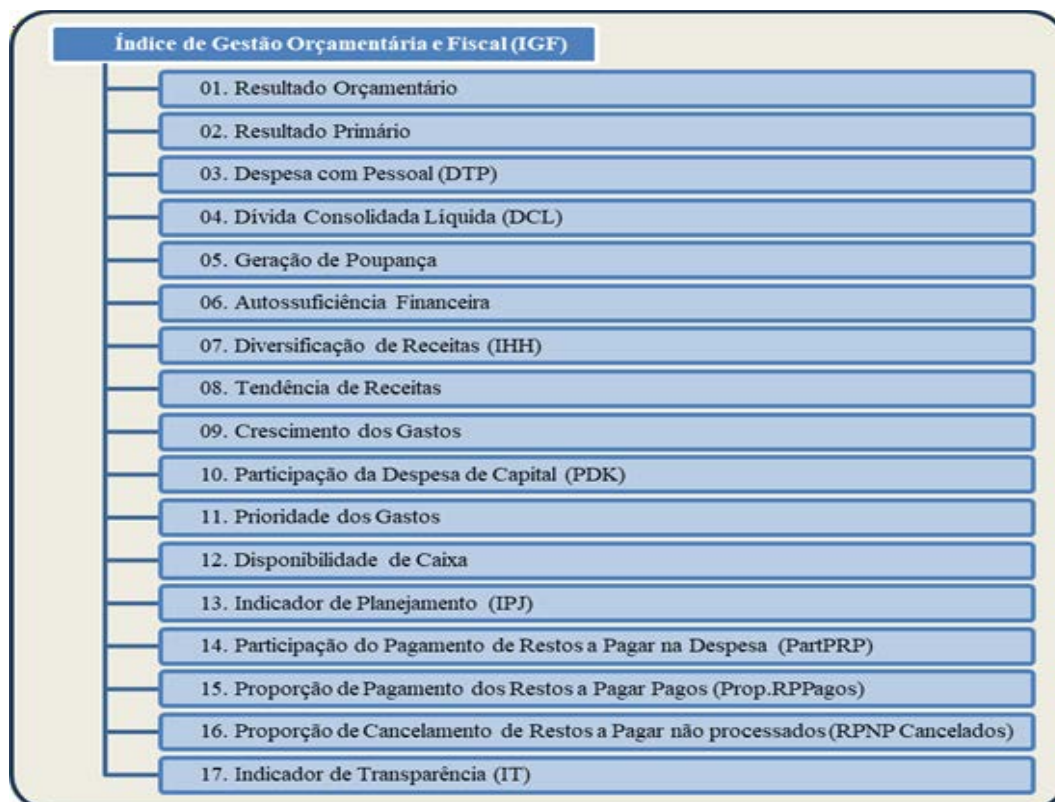 Índice de Gestão Orçamentária e Fiscal (IGF)
01. Resultado Orçamentário
02. Resultado Primário
03. Despesa com Pessoal (DTP)
04. Dívida Consolidada Líquida (DCL)
05. Geração de Poupança
06. Autossuficiência Financeira
07. Diversificação de Receitas (IHH)
08. Tendência de Receitas
09. Crescimento dos Gastos
10. Participação da Despesa de Capital (PDK)
11. Prioridade dos Gastos
12. Disponibilidade de Caixa
13. Indicador de Planejamento (IPJ)
14. Participação do Pagamento de Restos a Pagar na Despesa (PartPRP)
15. Proporção de Pagamento dos Restos a Pagar Pagos (Prop.RPPagos)
16. Proporção de Cancelamento de Restos a Pagar não processados (RPNP Cancelados)
17. Indicador de Transparência (IT)